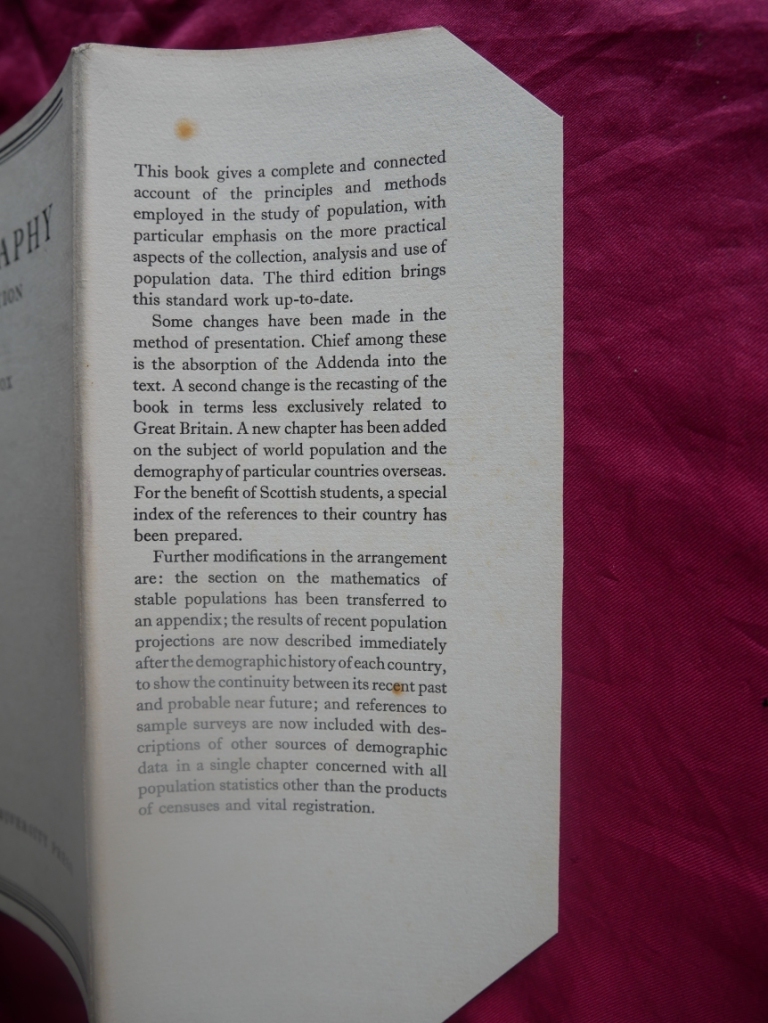 APHY
TION
OX
UNIVERSITY PRESS
This book gives a complete and connected
account of the principles and methods
employed in the study of population, with
particular emphasis on the more practical
aspects of the collection, analysis and use of
population data. The third edition brings
this standard work up-to-date.
Some changes have been made in the
method of presentation. Chief among these
is the absorption of the Addenda into the
text. A second change is the recasting of the
book in terms less exclusively related to
Great Britain. A new chapter has been added
on the subject of world population and the
demography of particular countries overseas.
For the benefit of Scottish students, a special
index of the references to their country has
been prepared.
Further modifications in the arrangement
are: the section on the mathematics of
stable populations has been transferred to
an appendix; the results of recent population
projections are now described immediately
after the demographic history of each country,
to show the continuity between its recent past
and probable near future; and references to
sample surveys are now included with des-
criptions of other sources of demographic
data in a single chapter concerned with all
population statistics other than the products
of censuses and vital registration.